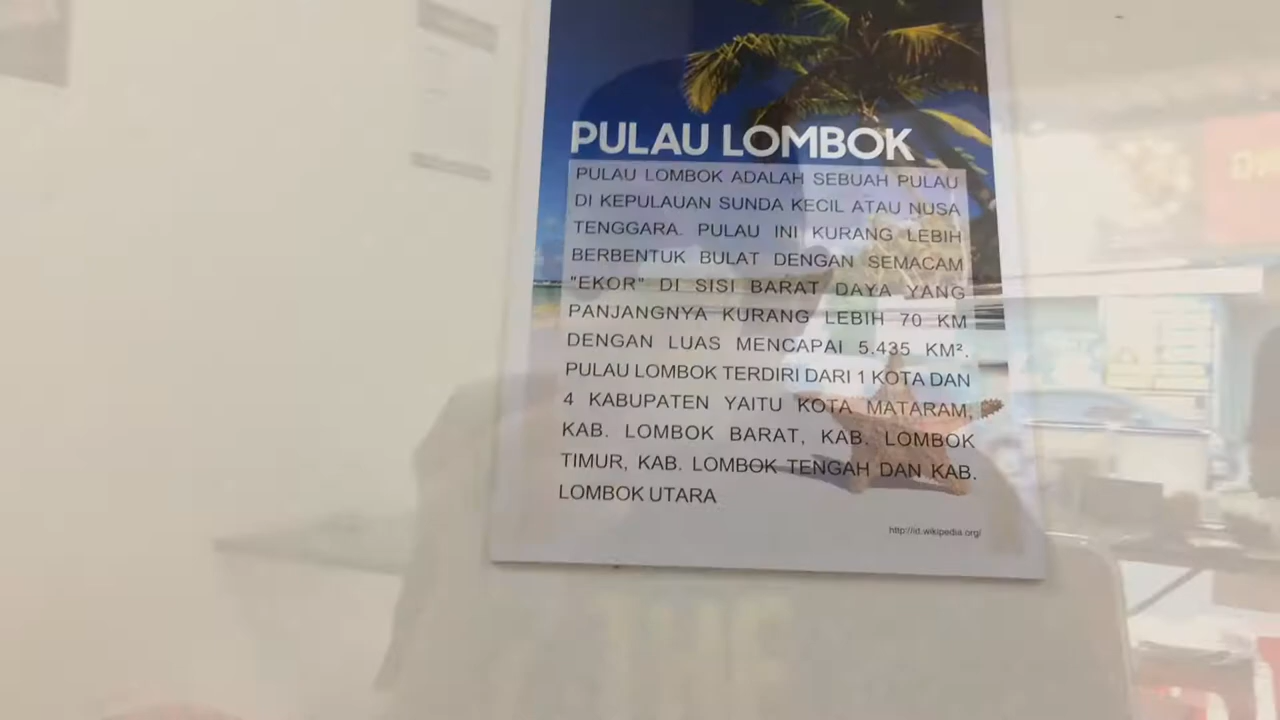 PULAU LOMBOK
PULAU LOMBOK ADALAH SEBUAH PULAU
DI KEPULAUAN SUNDA KECIL ATAU NUSA
TENGGARA. PULAU INI KURANG LEBIH
BERBENTUK BULAT DENGAN SEMACAM
"EKOR" DI SISI BARAT DAYA YANG
PANJANGNYA KURANG LEBIH 70 KM
DENGAN LUAS MENCAPAI 5.435 KM².
PULAU LOMBOK TERDIRI DARI 1 KOTA DAN
4 KABUPATEN YAITU KOTA MATARAM,
KAB. LOMBOK BARAT, KAB. LOMBOK
TIMUR, KAB. LOMBOK TENGAH DAN KAB.
LOMBOK UTARA
http://id.wikipedia.org/